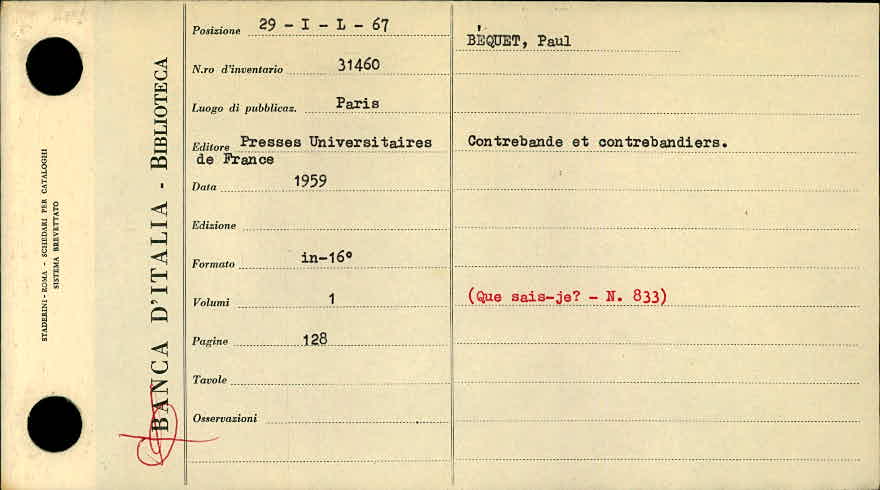 STADERINI - ROMA - SCHEDARI PER CATALOGHI
SISTEMA BREVETTATO
BANCA D'ITALIA - BIBLIOTECA
Posizione 29 - I - L - 67
N.ro d'inventario 31460
Luogo di pubblicaz. Paris
Editore Presses Universitaires
de France
Data 1959
Edizione
Formato in-16°
Volumi 1
Pagine 128
Tavole
Osservazioni
BÉQUET, Paul
Contrebande et contrebandiers.
(Que sais-je? - N. 833)